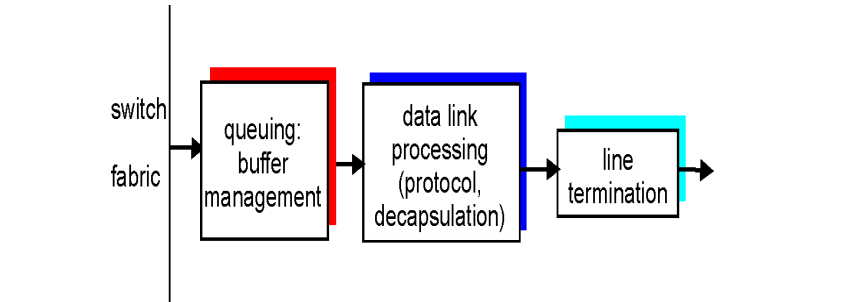 switch
fabric
queuing:
buffer
management
data link
processing
(protocol,
decapsulation)
line
termination